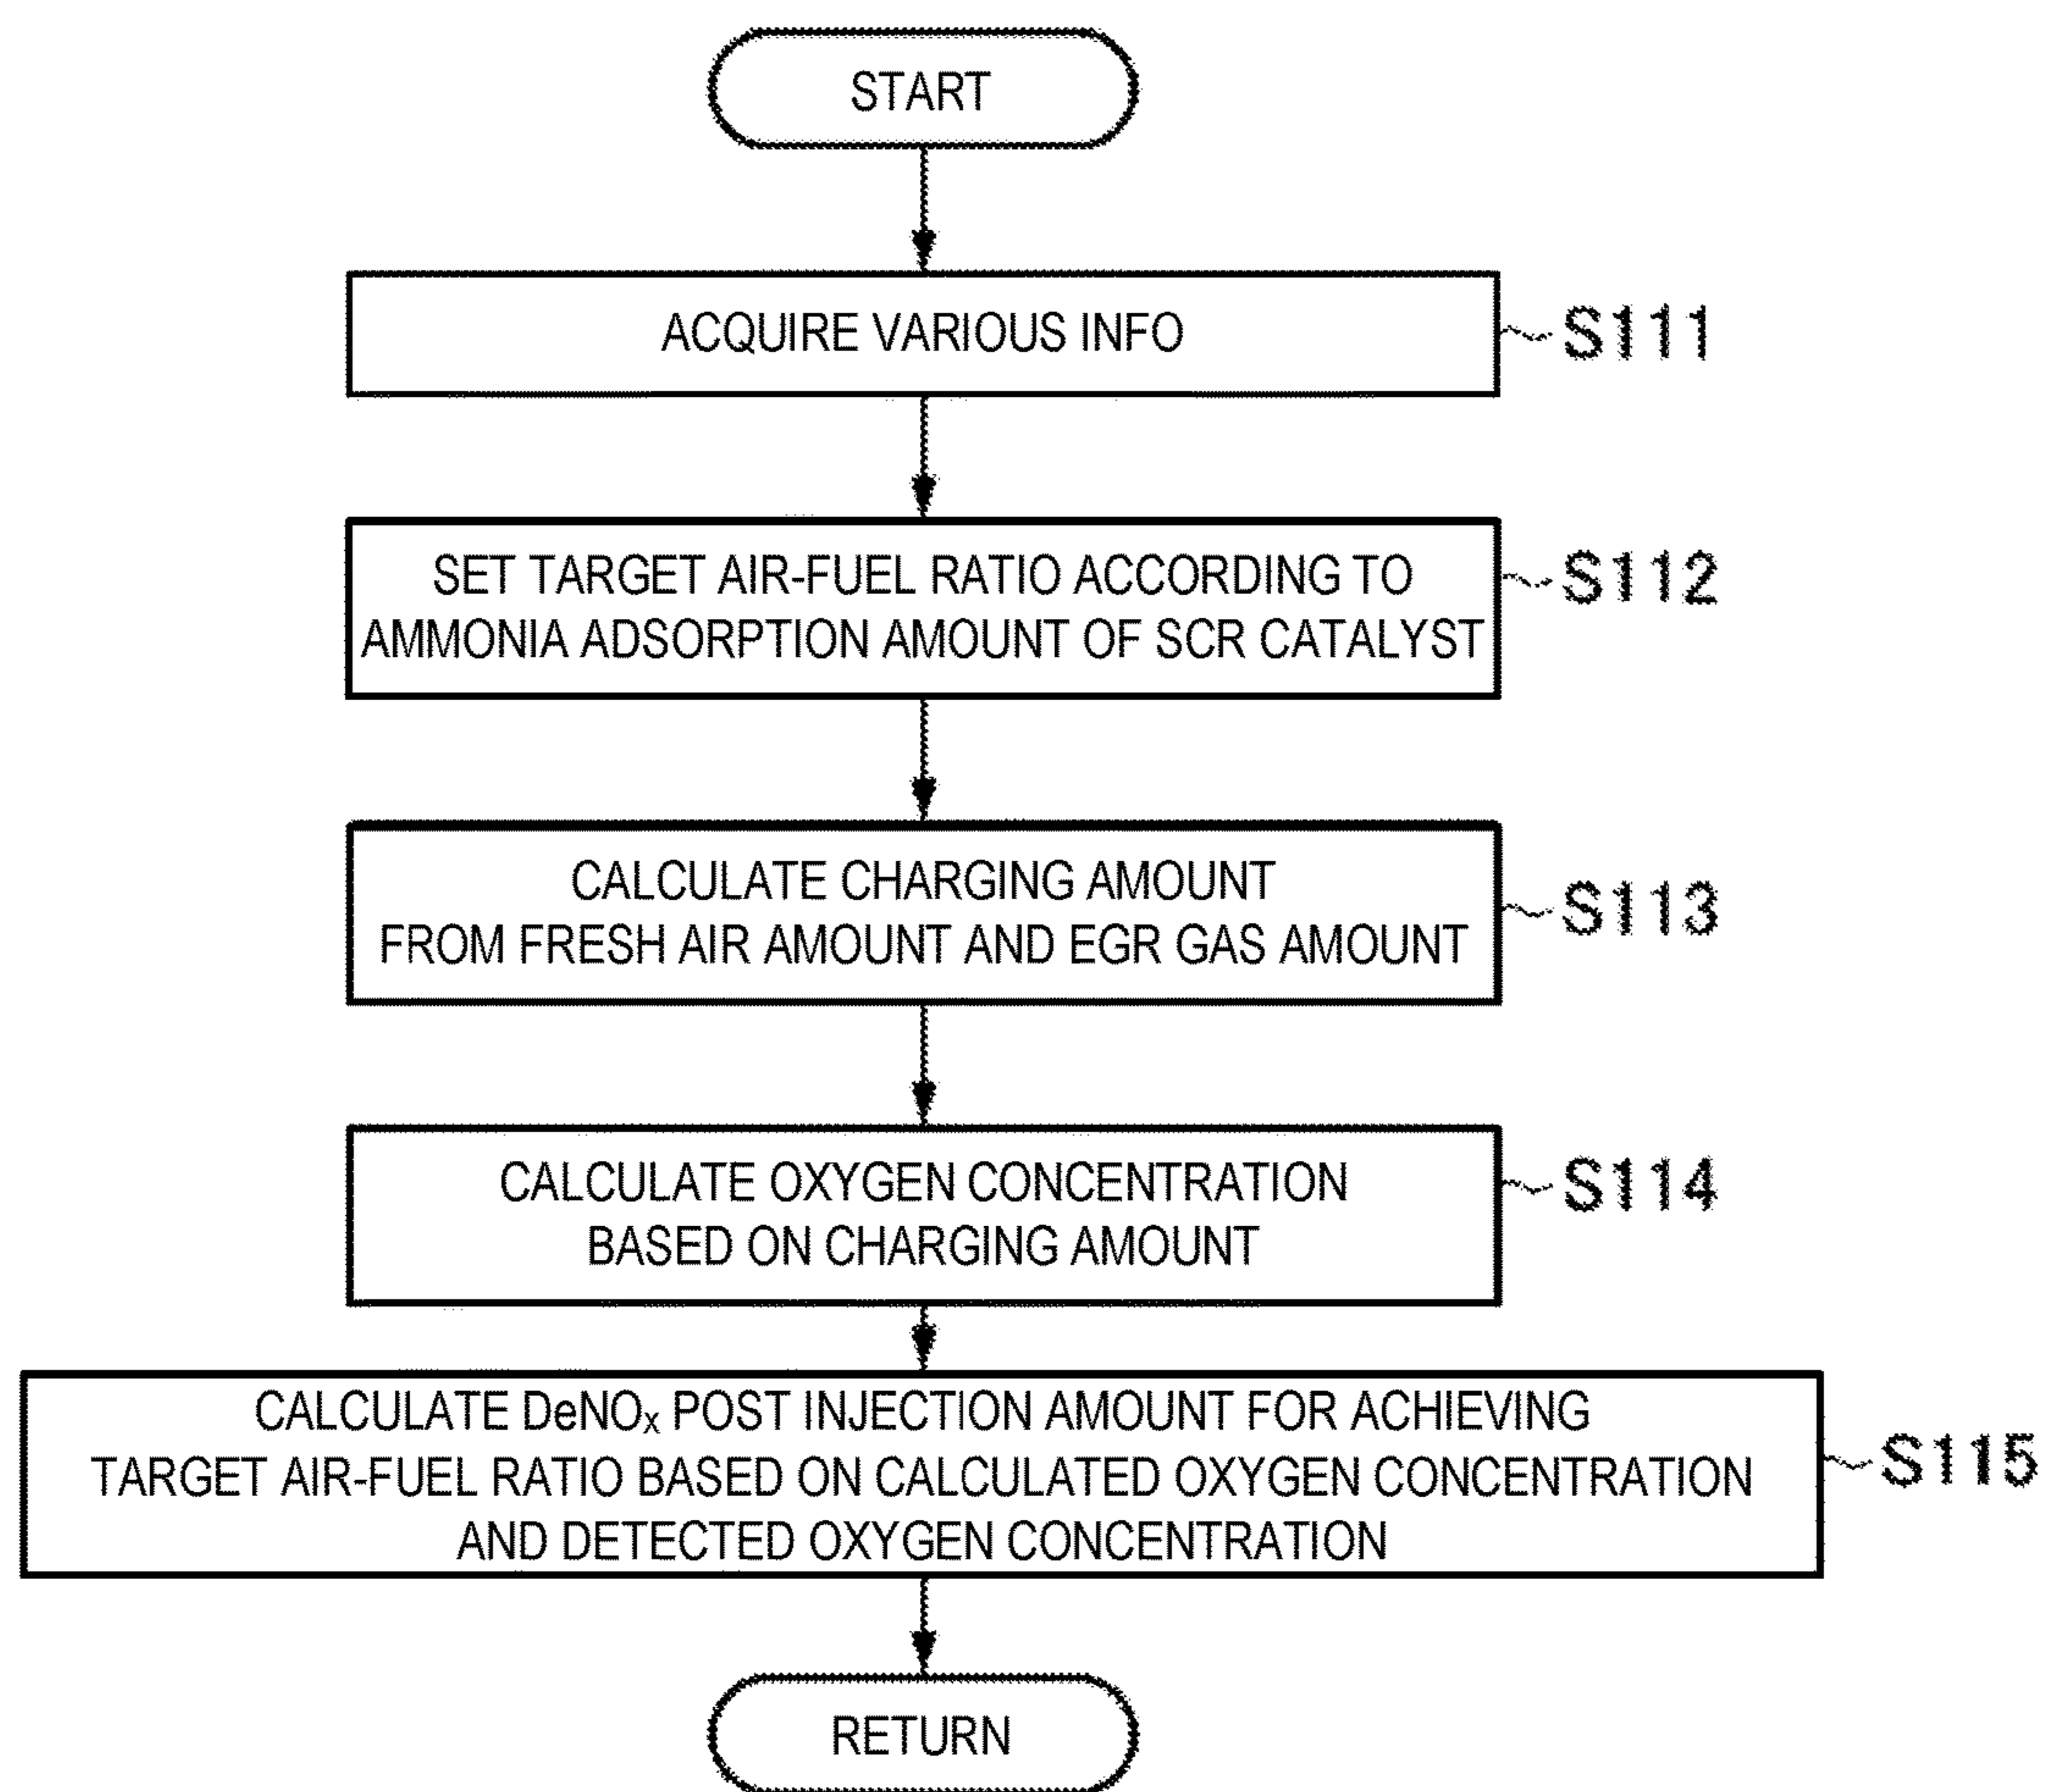 START
ACQUIRE VARIOUS INFO
S111
SET TARGET AIR-FUEL RATIO ACCORDING TO
AMMONIA ADSORPTION AMOUNT OF SCR CATALYST
S112
CALCULATE CHARGING AMOUNT
FROM FRESH AIR AMOUNT AND EGR GAS AMOUNT
S113
CALCULATE OXYGEN CONCENTRATION
BASED ON CHARGING AMOUNT
S114
CALCULATE DeNOₓ POST INJECTION AMOUNT FOR ACHIEVING
TARGET AIR-FUEL RATIO BASED ON CALCULATED OXYGEN CONCENTRATION
AND DETECTED OXYGEN CONCENTRATION
S115
RETURN